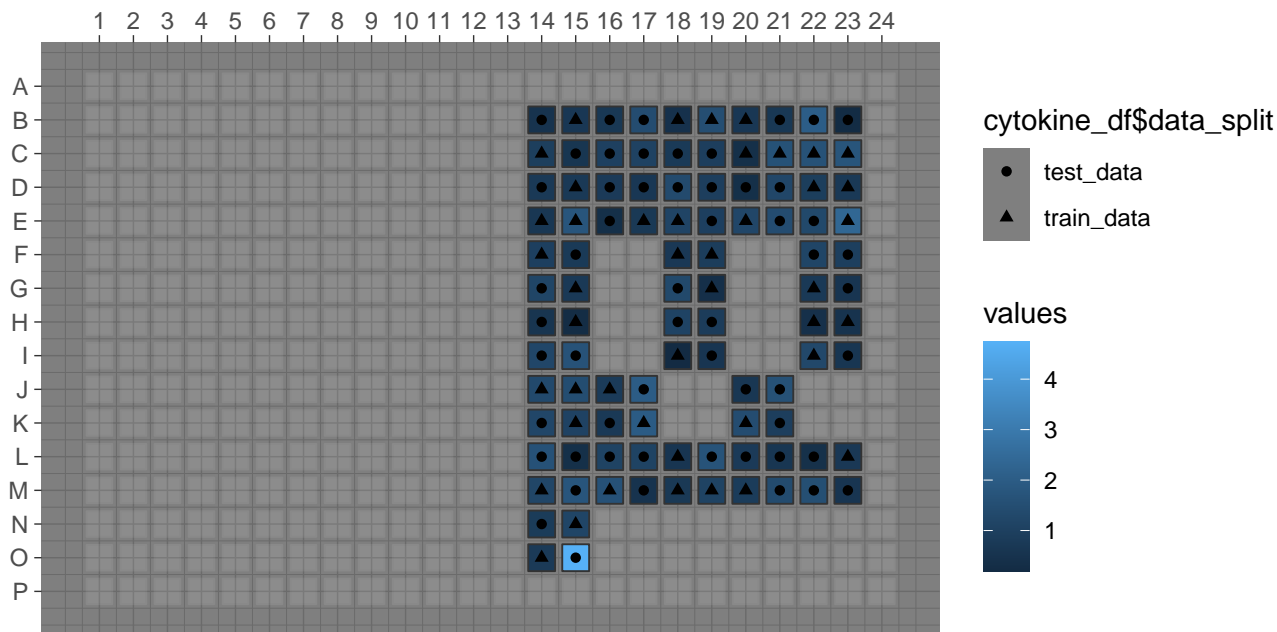 1 2 3 4 5 6 7 8 9 10 11 12 13 14 15 16 17 18 19 20 21 22 23 24
A
B
C
D
E
F
G
H
I
J
K
L
M
N
O
P
cytokine_df$data_split
test_data
train_data
values
4
3
2
1